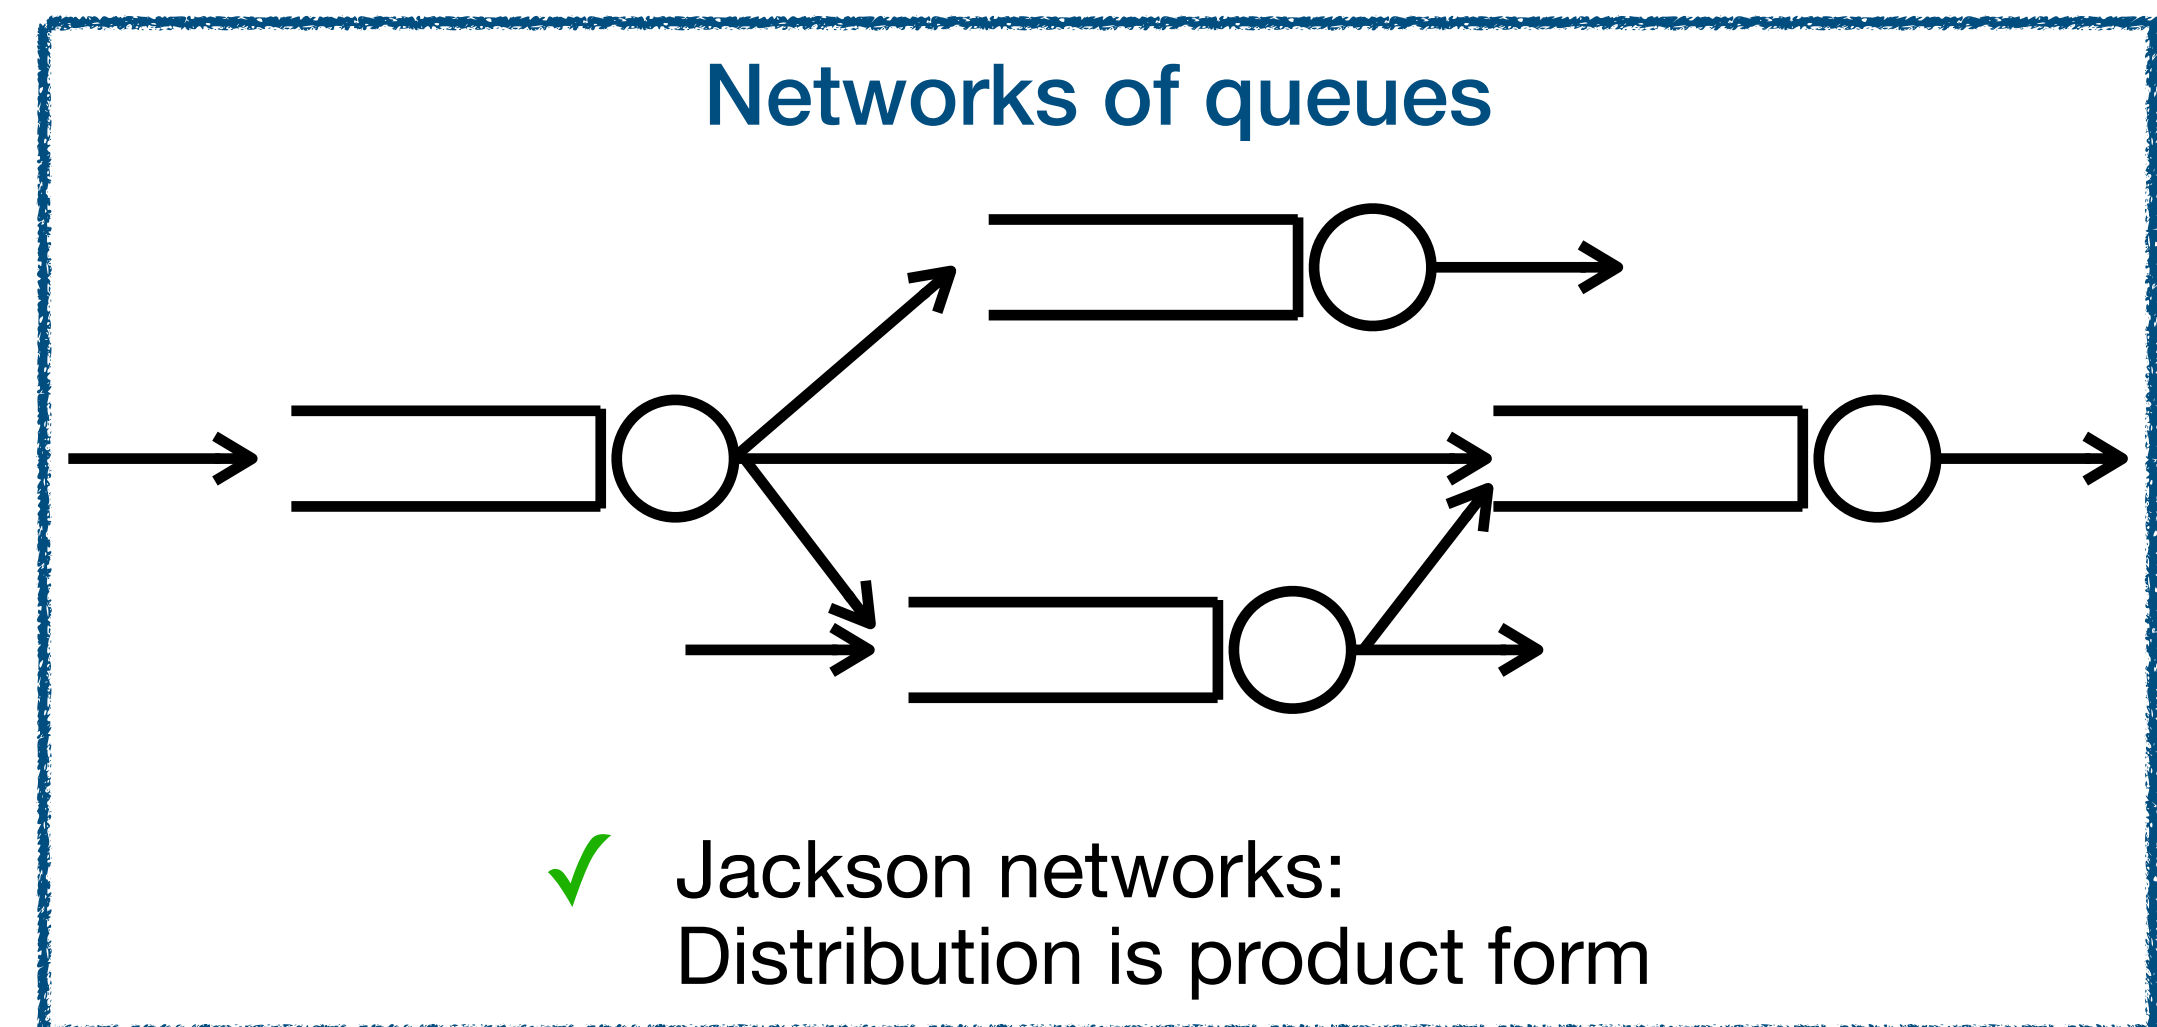 Networks of queues
✓ Jackson networks:
Distribution is product form